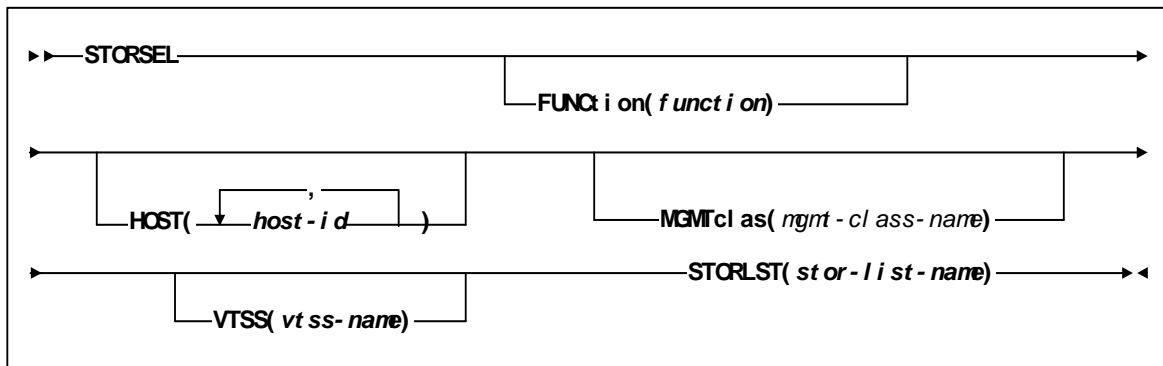 STORSEL
FUNCtion(function)
,
HOST( host-id )
MGMTclas(mgmt-class-name)
VTSS(vtss-name)
STORLST(stor-list-name)